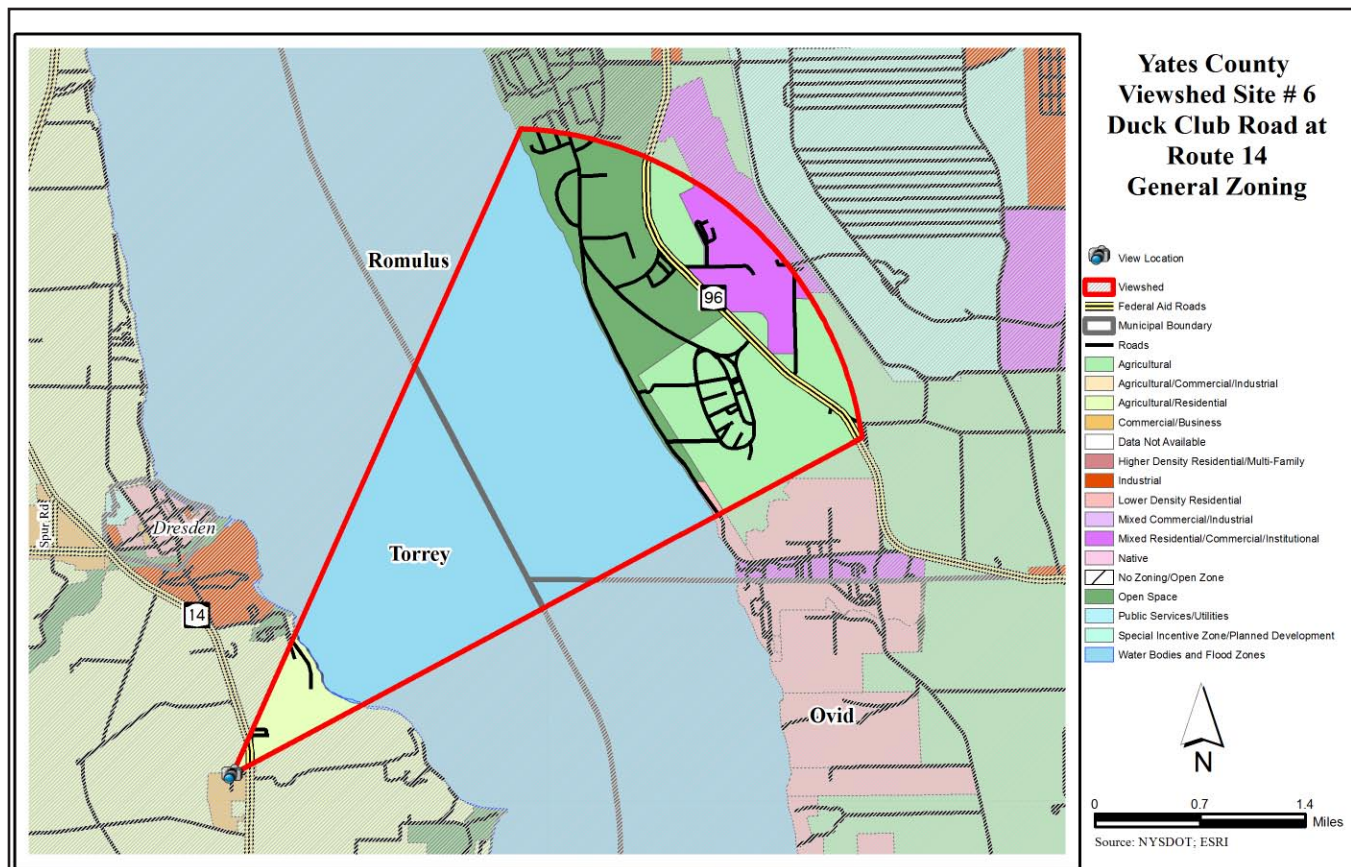 Yates County
Viewshed Site # 6
Duck Club Road at
Route 14
General Zoning
View Location
Viewshed
Federal Aid Roads
Municipal Boundary
Roads
Agricultural
Agricultural/Commercial/Industrial
Agricultural/Residential
Commercial/Business
Data Not Available
Higher Density Residential/Multi-Family
Industrial
Lower Density Residential
Mixed Commercial/Industrial
Mixed Residential/Commercial/Institutional
Native
No Zoning/Open Zone
Open Space
Public Services/Utilities
Special Incentive Zone/Planned Development
Water Bodies and Flood Zones
N
0 0.7 1.4
Miles
Source: NYSDOT; ESRI
Romulus
96
Spur Rd
Dresden
Torrey
14
Ovid